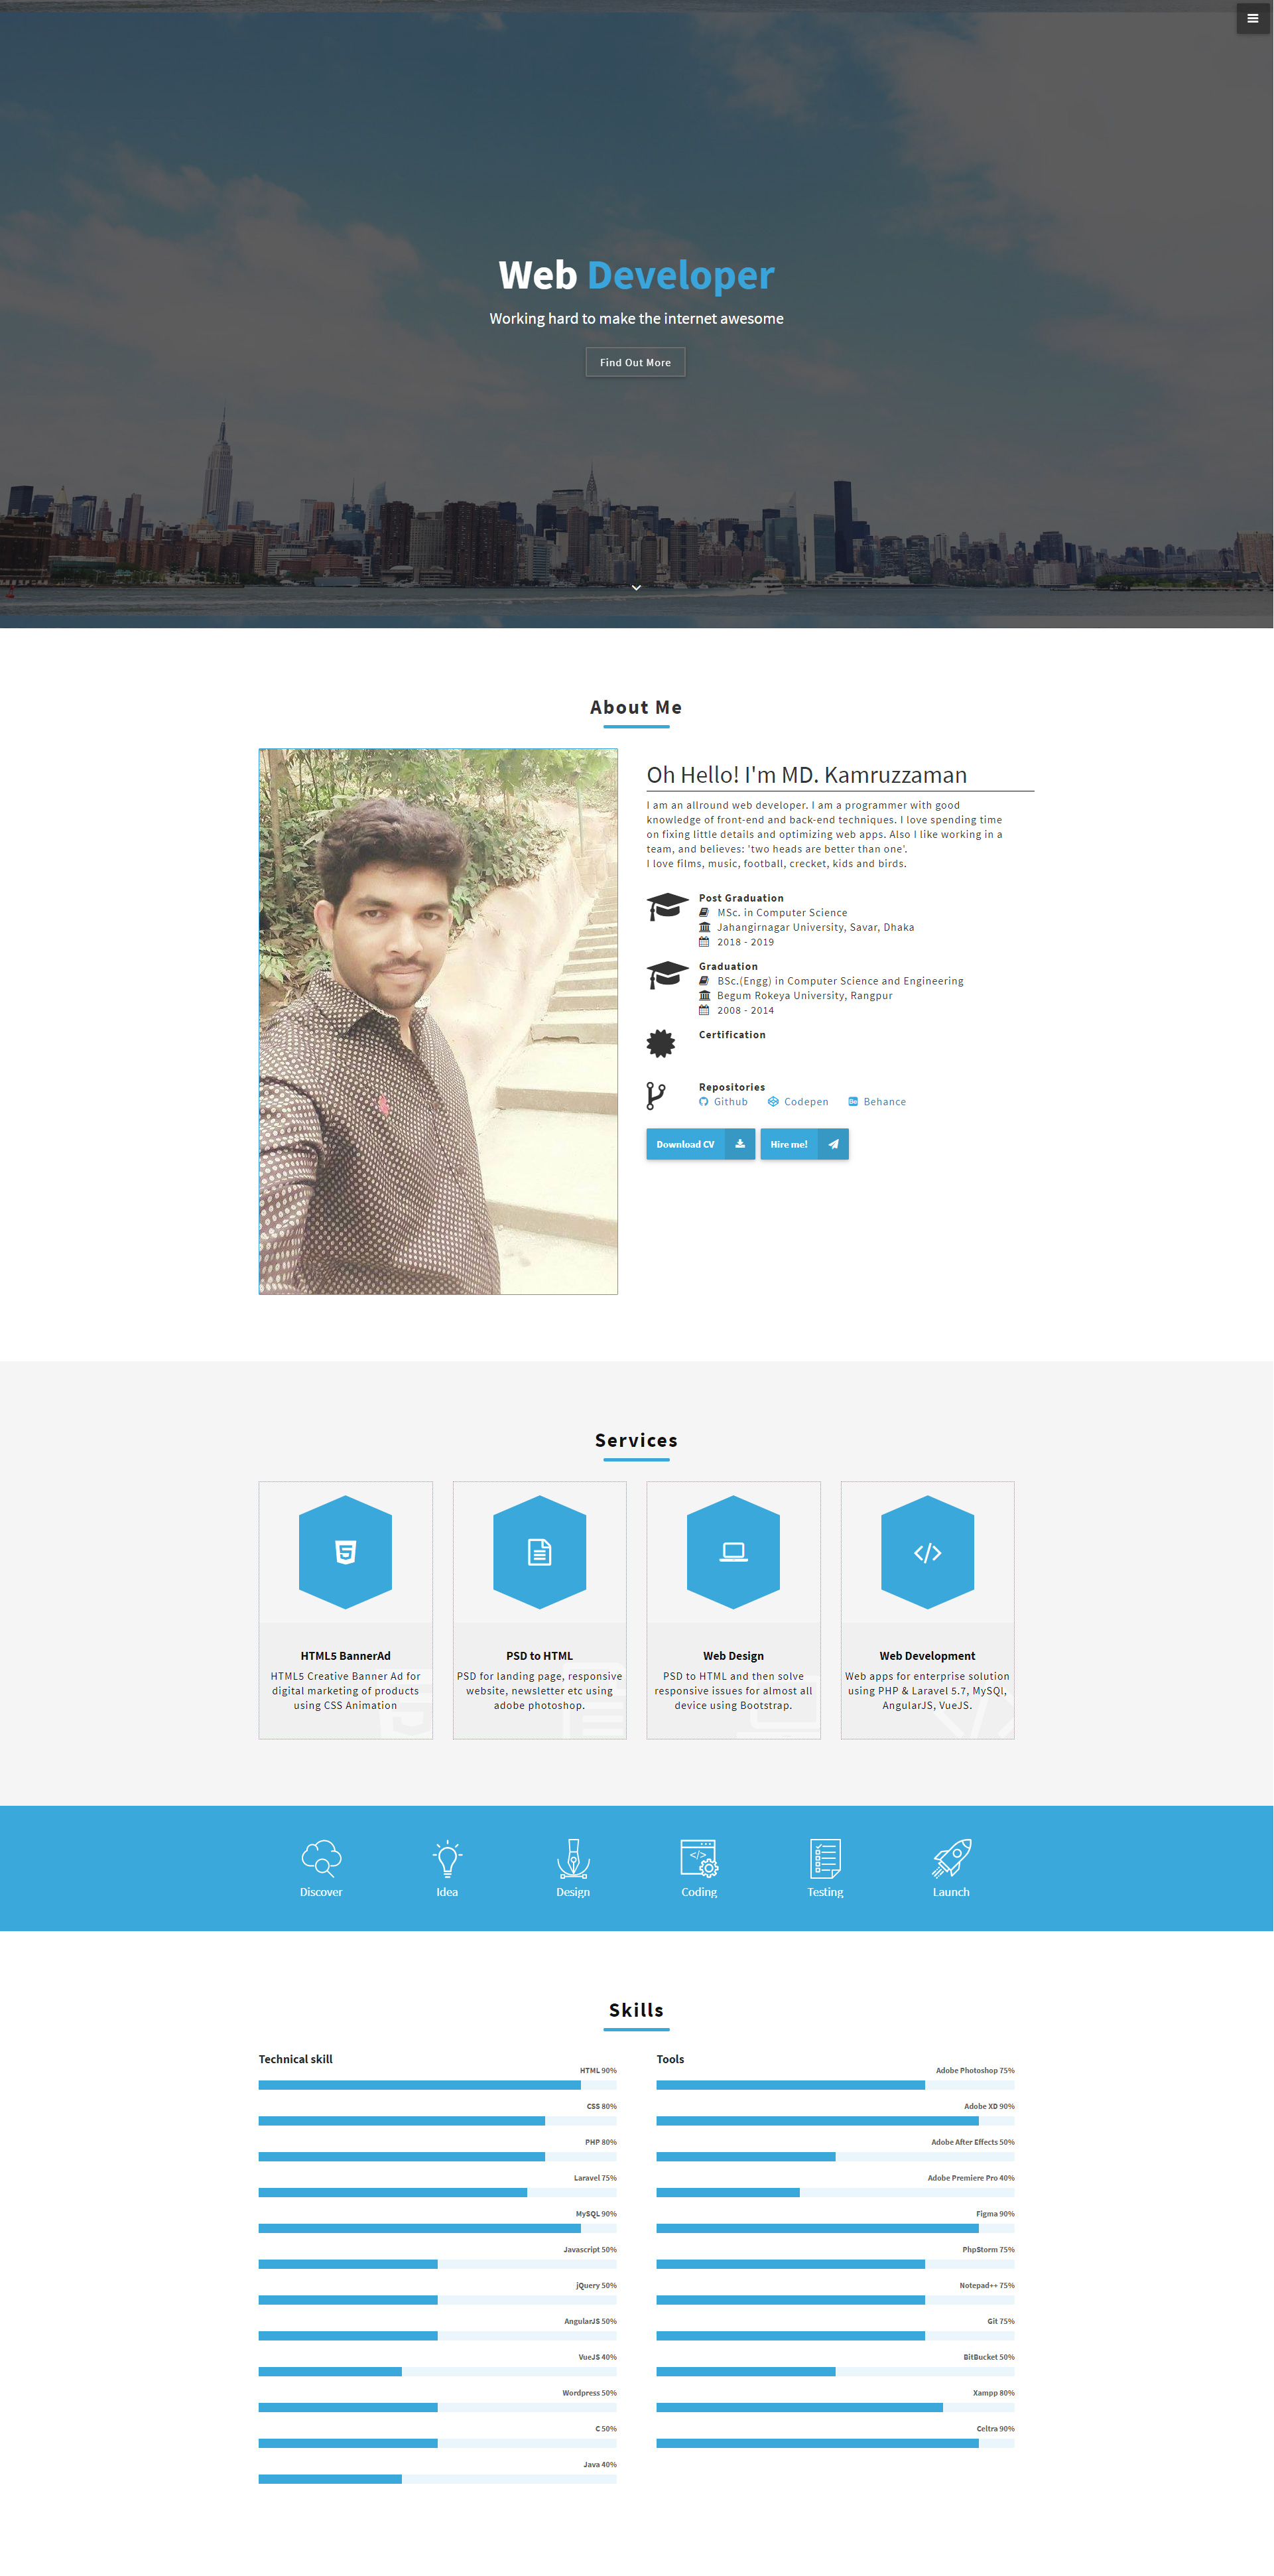 Web Developer
Working hard to make the internet awesome
Find Out More
About Me
Oh Hello! I'm MD. Kamruzzaman
I am an allround web developer. I am a programmer with good
knowledge of front-end and back-end techniques. I love spending time
on fixing little details and optimizing web apps. Also I like working in a
team, and believes: 'two heads are better than one'.
I love films, music, football, crecket, kids and birds.
Post Graduation
MSc. in Computer Science
Jahangirnagar University, Savar, Dhaka
2018 - 2019
Graduation
BSc.(Engg) in Computer Science and Engineering
Begum Rokeya University, Rangpur
2008 - 2014
Certification
Repositories
Github Codepen Behance
Download CV Hire me!
Services
HTML5 BannerAd
HTML5 Creative Banner Ad for
digital marketing of products
using CSS Animation
PSD to HTML
PSD for landing page, responsive
website, newsletter etc using
adobe photoshop.
Web Design
PSD to HTML and then solve
responsive issues for almost all
device using Bootstrap.
Web Development
Web apps for enterprise solution
using PHP & Laravel 5.7, MySQl,
AngularJS, VueJS.
Discover Idea Design Coding Testing Launch
Skills
Technical skill
HTML 90%
CSS 80%
PHP 80%
Laravel 75%
MySQL 90%
Javascript 50%
jQuery 50%
AngularJS 50%
VueJS 40%
Wordpress 50%
C 50%
Java 40%
Tools
Adobe Photoshop 75%
Adobe XD 90%
Adobe After Effects 50%
Adobe Premiere Pro 40%
Figma 90%
PhpStorm 75%
Notepad++ 75%
Git 75%
BitBucket 50%
Xampp 80%
Celtra 90%